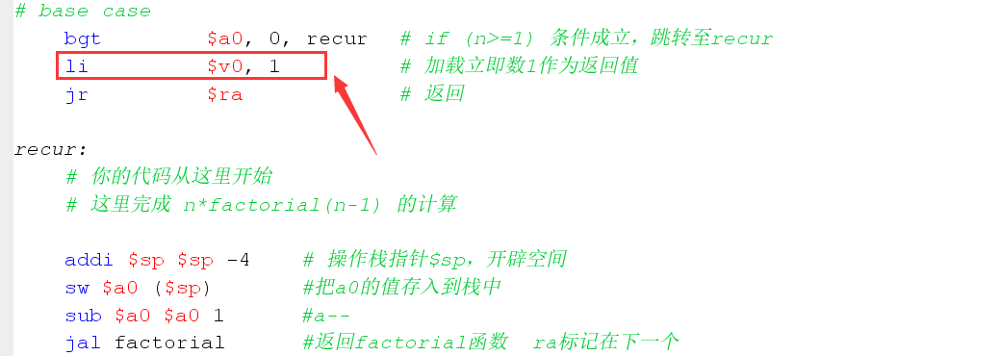 # base case
bgt $a0, 0, recur # if (n>=1) 条件成立，跳转至recur
li $v0, 1 # 加载立即数1作为返回值
jr $ra # 返回
recur:
# 你的代码从这里开始
# 这里完成 n*factorial(n-1) 的计算
addi $sp $sp -4 # 操作栈指针$sp，开辟空间
sw $a0 ($sp) #把a0的值存入到栈中
sub $a0 $a0 1 #a--
jal factorial #返回factorial函数 ra标记在下一个